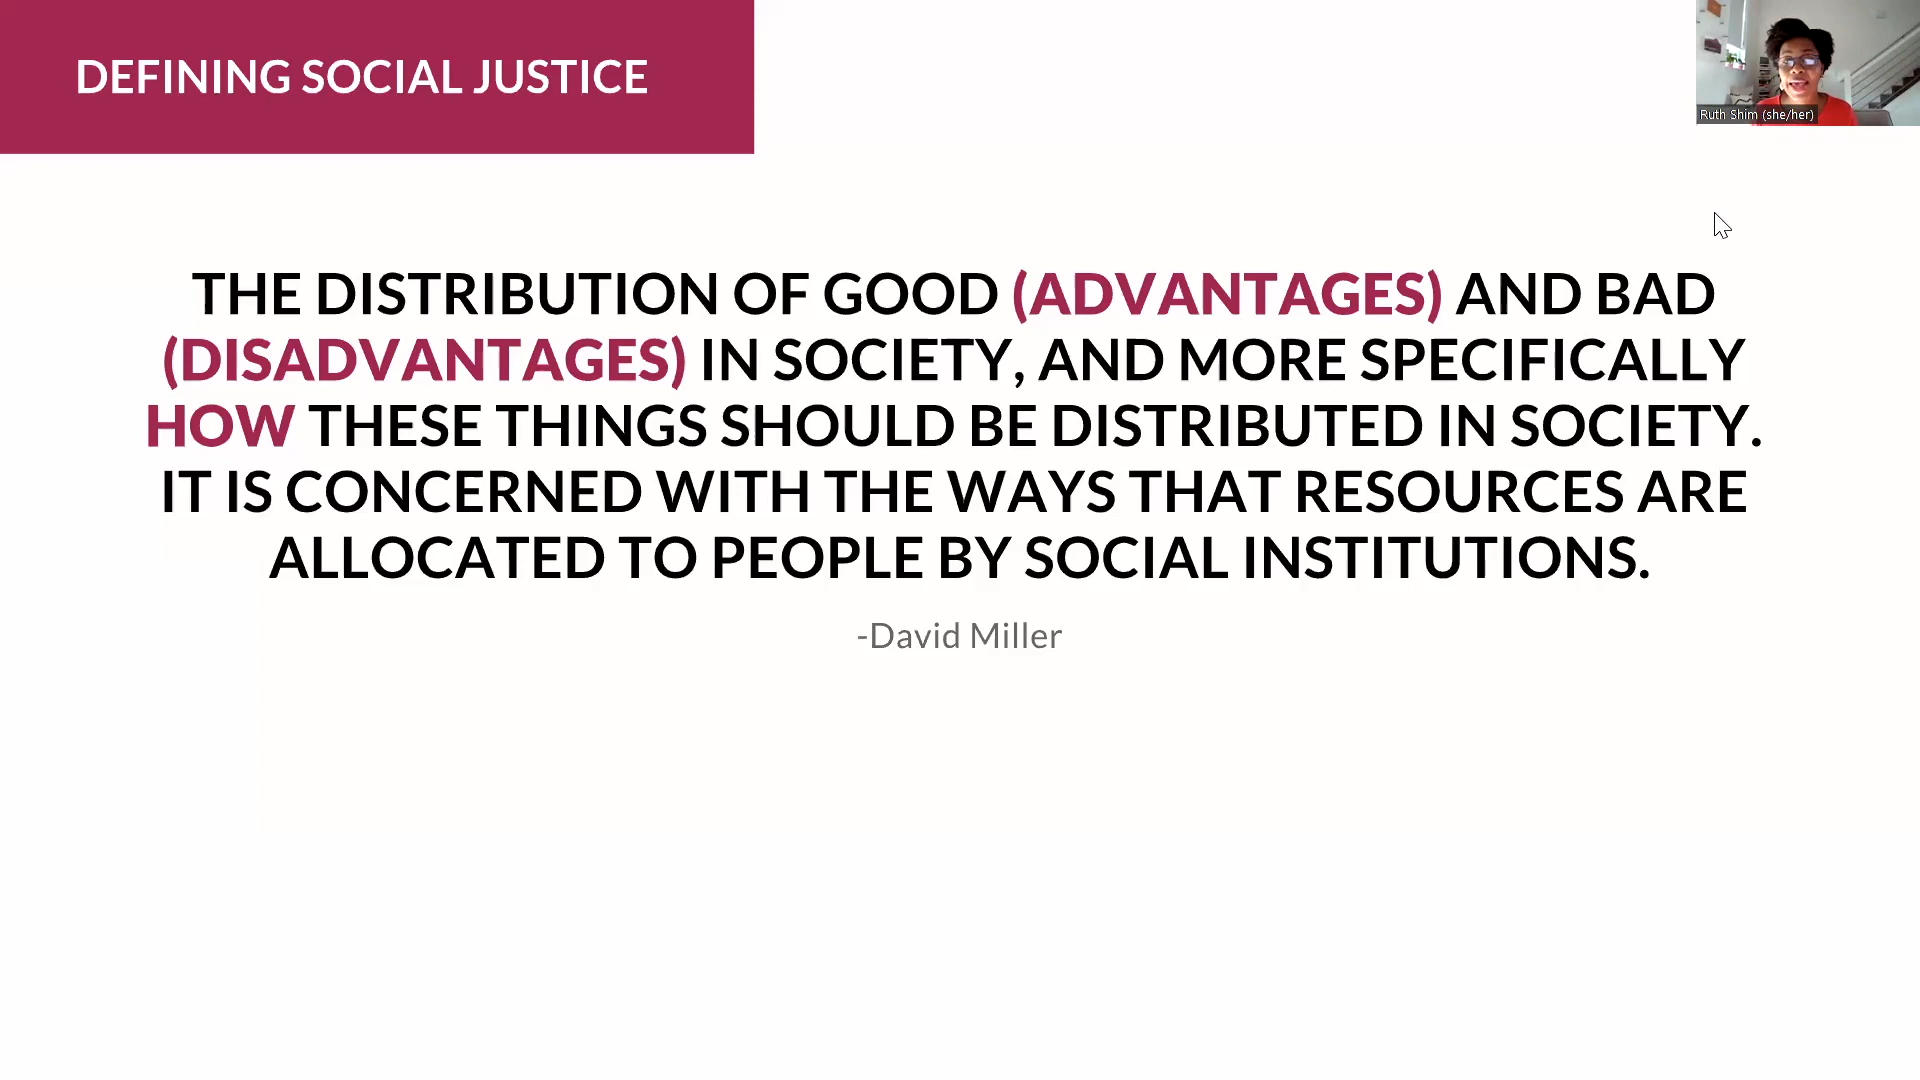 DEFINING SOCIAL JUSTICE
Ruth Shim (she/her)
THE DISTRIBUTION OF GOOD (ADVANTAGES) AND BAD
(DISADVANTAGES) IN SOCIETY, AND MORE SPECIFICALLY
HOW THESE THINGS SHOULD BE DISTRIBUTED IN SOCIETY.
IT IS CONCERNED WITH THE WAYS THAT RESOURCES ARE
ALLOCATED TO PEOPLE BY SOCIAL INSTITUTIONS.
-David Miller